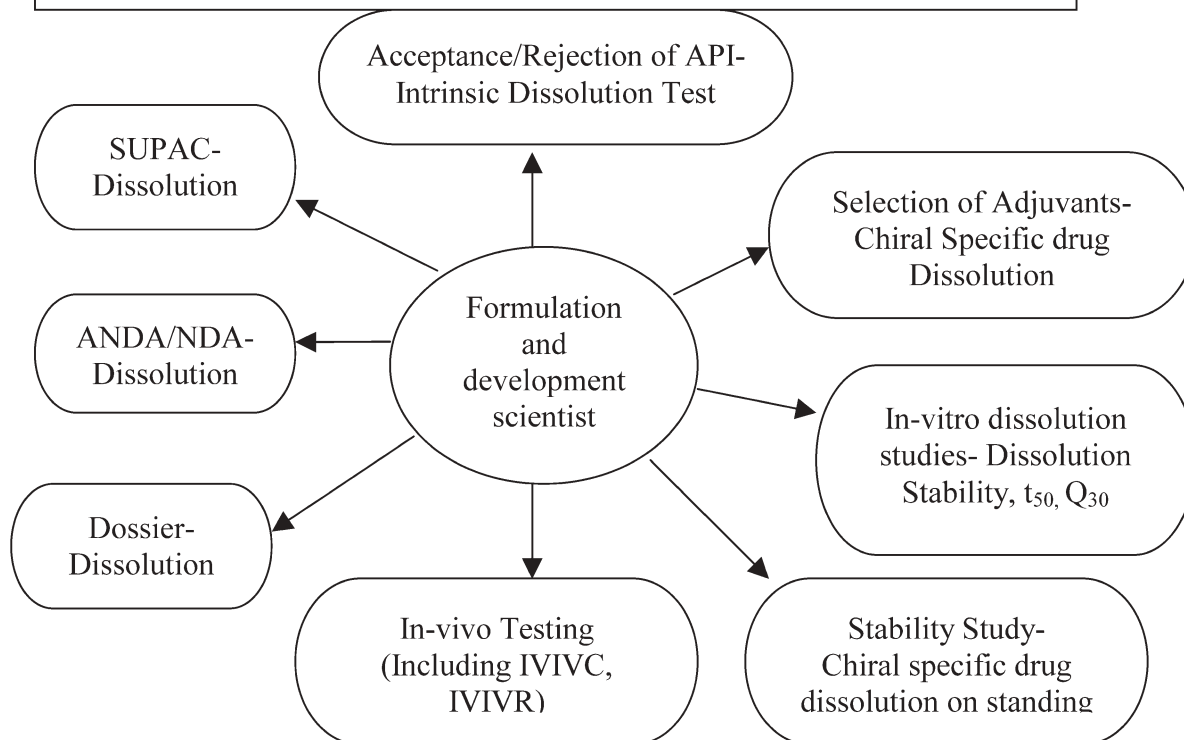 Acceptance/Rejection of API-
Intrinsic Dissolution Test
SUPAC-
Dissolution
Selection of Adjuvants-
Chiral Specific drug
Dissolution
Formulation
and
development
scientist
ANDA/NDA-
Dissolution
In-vitro dissolution
studies- Dissolution
Stability, t50, Q30
Dossier-
Dissolution
In-vivo Testing
(Including IVIVC,
IVIVR)
Stability Study-
Chiral specific drug
dissolution on standing